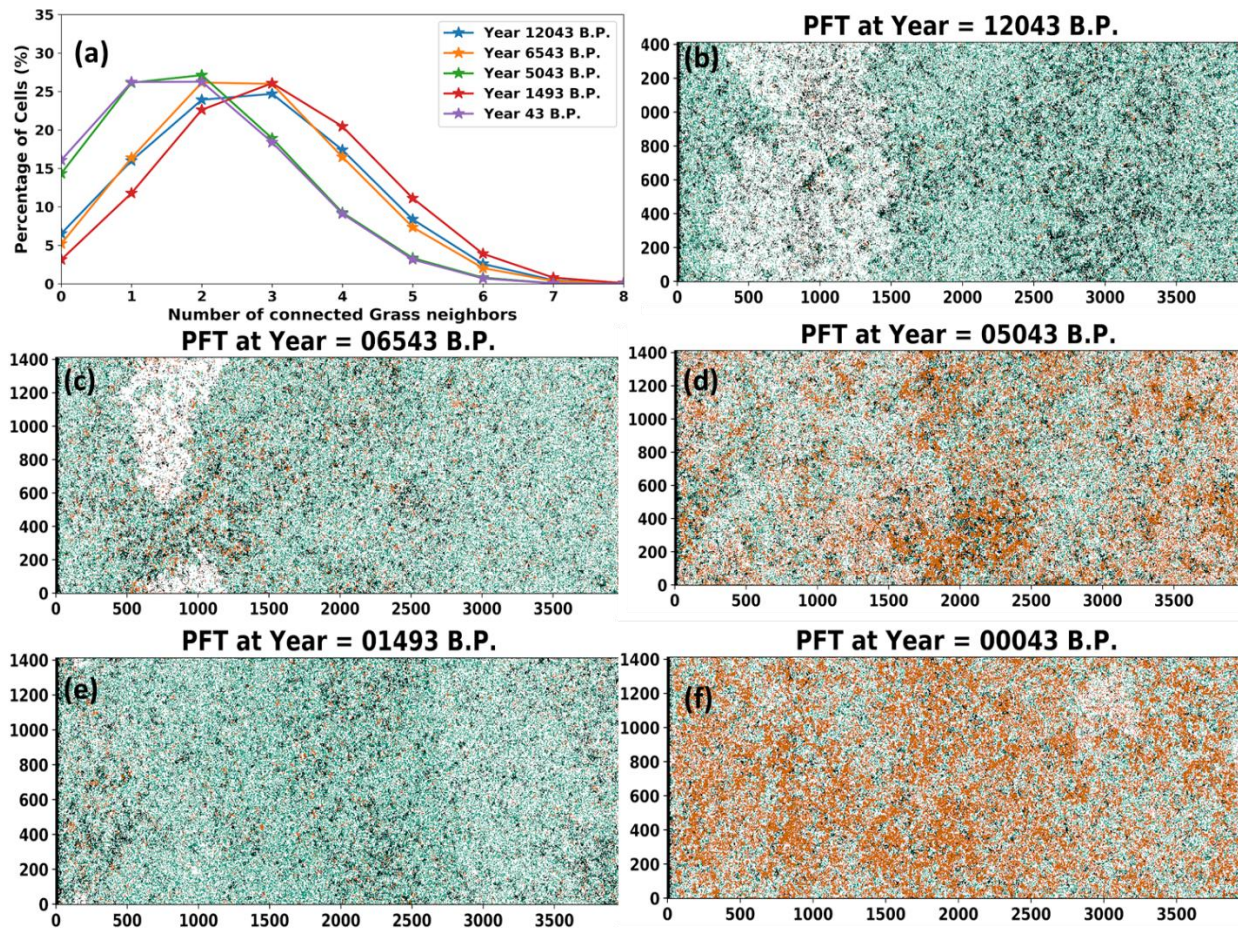 (a)
35
30
25
20
15
10
5
0
Percentage of Cells (%)
0 1 2 3 4 5 6 7 8
Number of connected Grass neighbors
Year 12043 B.P.
Year 6543 B.P.
Year 5043 B.P.
Year 1493 B.P.
Year 43 B.P.
PFT at Year = 12043 B.P.
(b)
1400
1200
1000
800
600
400
200
0
0 500 1000 1500 2000 2500 3000 3500
PFT at Year = 06543 B.P.
(c)
1400
1200
1000
800
600
400
200
0
0 500 1000 1500 2000 2500 3000 3500
PFT at Year = 05043 B.P.
(d)
1400
1200
1000
800
600
400
200
0
0 500 1000 1500 2000 2500 3000 3500
PFT at Year = 01493 B.P.
(e)
1400
1200
1000
800
600
400
200
0
0 500 1000 1500 2000 2500 3000 3500
PFT at Year = 00043 B.P.
(f)
1400
1200
1000
800
600
400
200
0
0 500 1000 1500 2000 2500 3000 3500